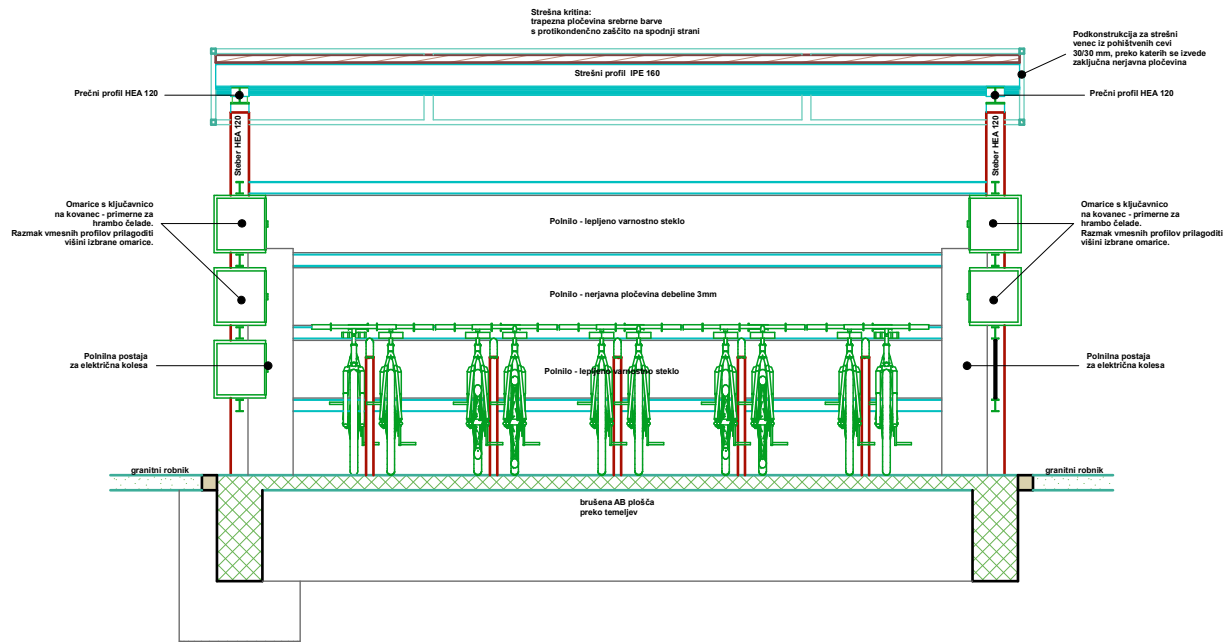 Strešna kritina:
trapezna pločevina srebrne barve
s protikondenčno zaščito na spodnji strani
Podkonstrukcija za strešni
venec iz pohištvenih cevi
30/30 mm, preko katerih se izvede
zaključna nerjavna pločevina
Strešni profil IPE 160
Prečni profil HEA 120
Prečni profil HEA 120
Steber HEA 120
Steber HEA 120
Omarice s ključavnico
na kovanec - primerne za
hrambo čelade.
Razmak vmesnih profilov prilagoditi
višini izbrane omarice.
Polnilo - lepljeno varnostno steklo
Omarice s ključavnico
na kovanec - primerne za
hrambo čelade.
Razmak vmesnih profilov prilagoditi
višini izbrane omarice.
Polnilo - nerjavna pločevina debeline 3mm
Polnilna postaja
za električna kolesa
Polnilo - lepljeno varnostno steklo
Polnilna postaja
za električna kolesa
granitni robnik
granitni robnik
brušena AB plošča
preko temeljev